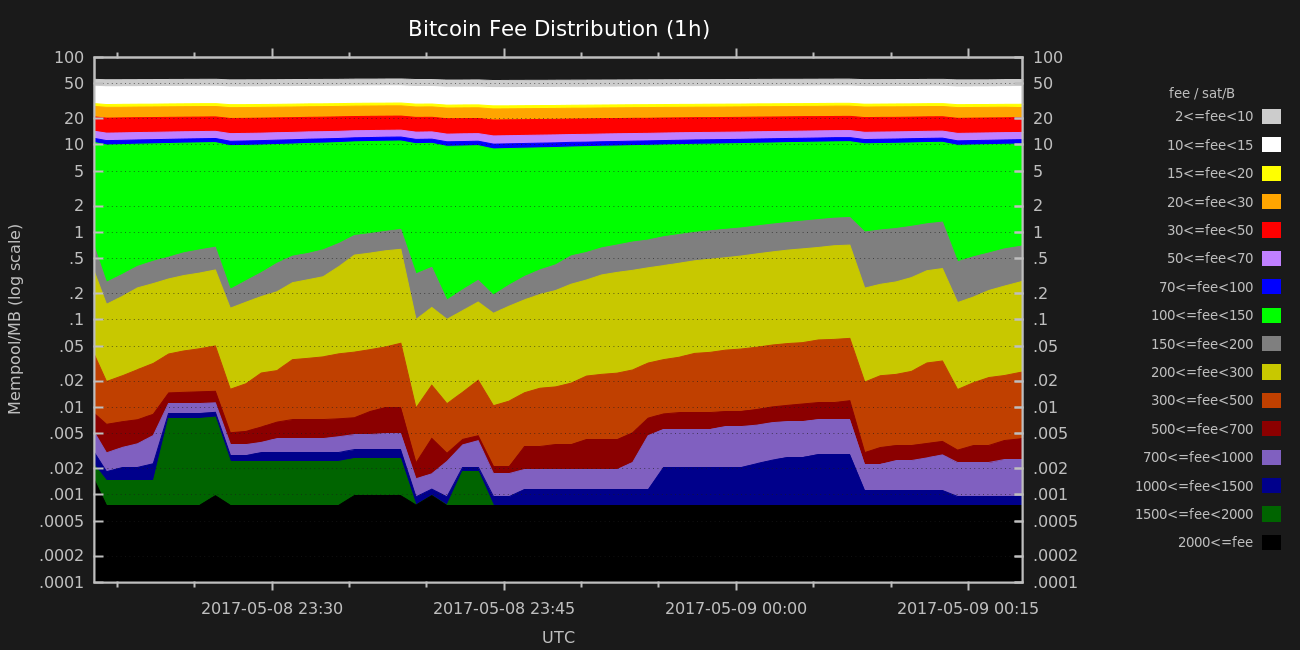 Bitcoin Fee Distribution (1h)
Mempool/MB (log scale)
100
50
20
10
5
2
1
.5
.2
.1
.05
.02
.01
.005
.002
.001
.0005
.0002
.0001
100
50
20
10
5
2
1
.5
.2
.1
.05
.02
.01
.005
.002
.001
.0005
.0002
.0001
fee / sat/B
2<=fee<10
10<=fee<15
15<=fee<20
20<=fee<30
30<=fee<50
50<=fee<70
70<=fee<100
100<=fee<150
150<=fee<200
200<=fee<300
300<=fee<500
500<=fee<700
700<=fee<1000
1000<=fee<1500
1500<=fee<2000
2000<=fee
2017-05-08 23:30
2017-05-08 23:45
2017-05-09 00:00
2017-05-09 00:15
UTC